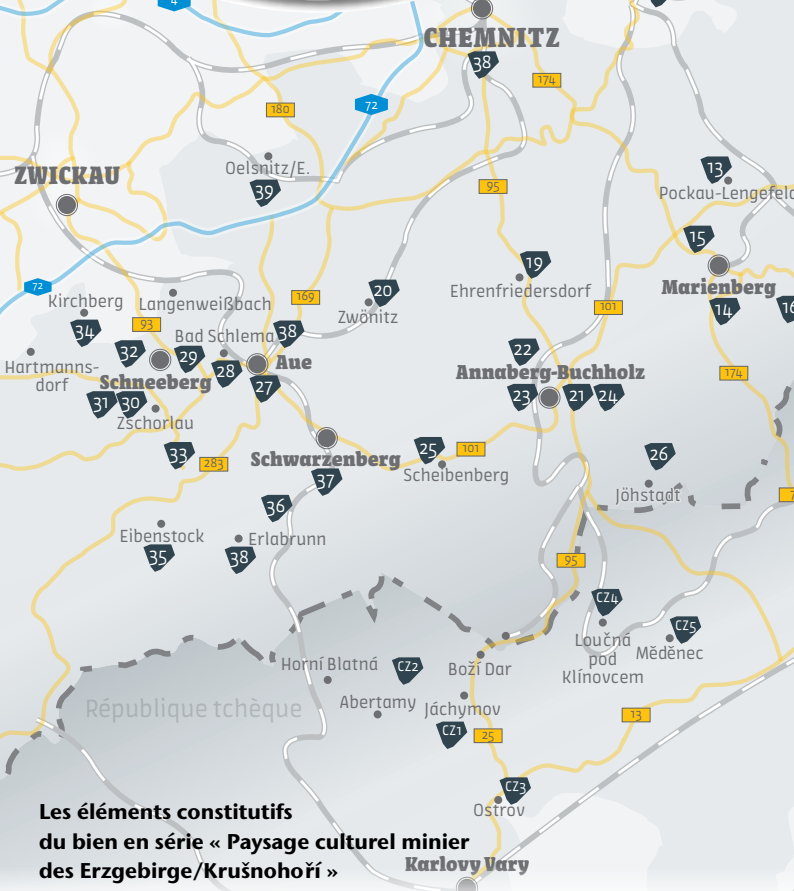 4
CHEMNITZ
38
174
72
180
ZWICKAU
Oelsnitz/E.
39
95
13
Pockau-Lengefeld
15
19
Ehrenfriedersdorf
Marienberg
14
16
72
Kirchberg
Langenweißbach
169
20
Zwönitz
101
34
93
Bad Schlema
38
Hartmanns-
dorf
32
29
28
Aue
Schneeberg
27
22
Annaberg-Buchholz
23
21
24
174
31
30
Zschorlau
33
283
Schwarzenberg
25
101
Scheibenberg
26
Jöhstadt
37
36
7
Eibenstock
35
Erlabrunn
38
95
CZ4
Loučná
pod
Klínovcem
CZ5
Měděnec
Horní Blatná
CZ2
Boží Dar
République tchèque
Abertamy
Jáchymov
CZ1
25
13
CZ3
Ostrov
Les éléments constitutifs
du bien en série « Paysage culturel minier
des Erzgebirge/Krušnohoří »
Karlovy Vary